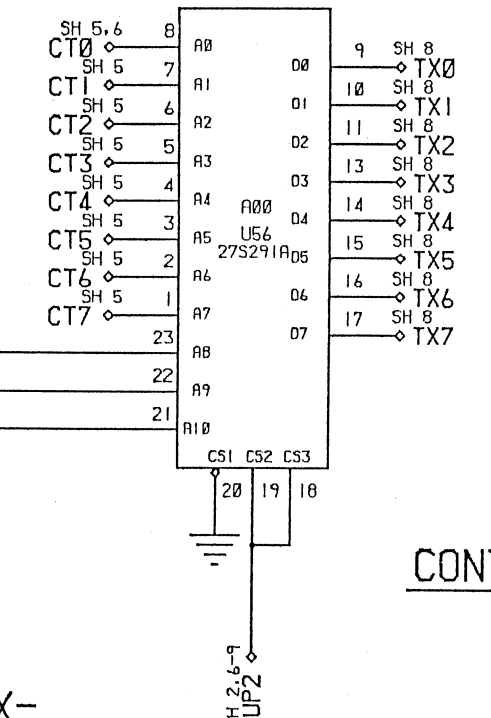 SH 5,6 8
CTØ AØ
SH 5 7
CT1 A1
SH 5 6
CT2 A2
SH 5 5
CT3 A3
SH 5 4
CT4 A4
SH 5 3
CT5 A5
SH 5 2
CT6 A6
SH 5 1
CT7 A7
23
A8
22
A9
21
A1Ø
AØØ
U56
27S291A
9 SH 8
DØ TXØ
10 SH 8
D1 TX1
11 SH 8
D2 TX2
13 SH 8
D3 TX3
14 SH 8
D4 TX4
15 SH 8
D5 TX5
16 SH 8
D6 TX6
17 SH 8
D7 TX7
CS1 CS2 CS3
20 19 18
CONT
H 2,6-9
UP2
X-